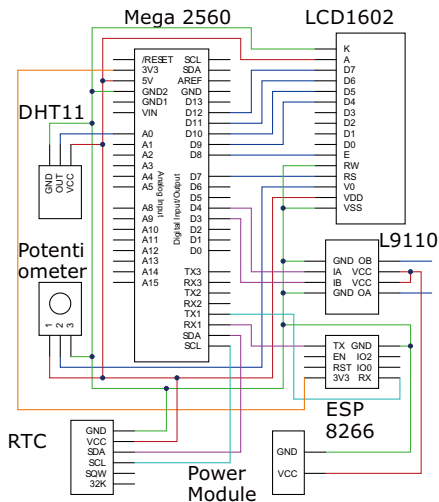 Mega 2560
LCD1602
/RESET
3V3
5V
GND2
GND1
VIN
A0
A1
A2
A3
A4
A5
A8
A9
A10
A11
A12
A13
A14
A15
Analog Input
Digital Input/Output
SCL
SDA
AREF
GND
D13
D12
D11
D10
D9
D8
D7
D6
D5
D4
D3
D2
D1
D0
TX3
RX3
TX2
RX2
TX1
RX1
SDA
SCL
K
A
D7
D6
D5
D4
D3
D2
D1
D0
E
RW
RS
V0
VDD
VSS
DHT11
GND
OUT
VCC
Potenti
ometer
1
2
3
L9110
GND OB
IA VCC
IB VCC
GND OA
TX GND
EN IO2
RST IO0
3V3 RX
ESP
8266
RTC
GND
VCC
SDA
SCL
SQW
32K
Power
Module
GND
VCC